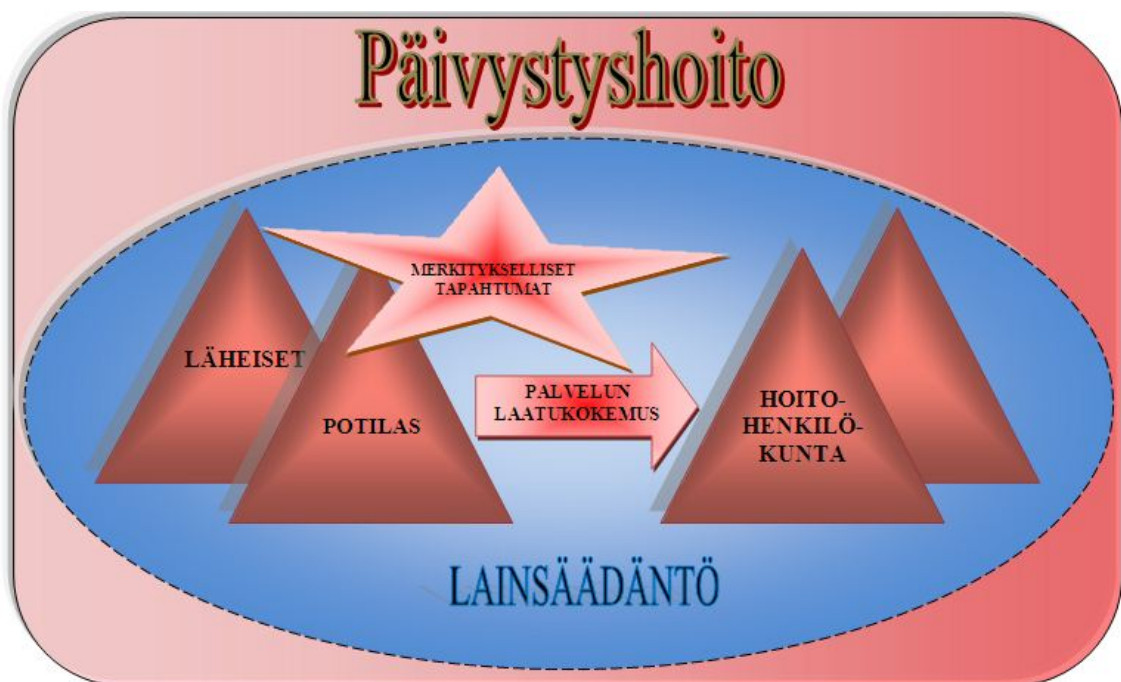 Päivystyshoito
MERKITYKSELLISET
TAPAHTUMAT
LÄHEISET
POTILAS
PALVELUN
LAATUKOKEMUS
HOITO-
HENKILÖ-
KUNTA
LAINSÄÄDÄNTÖ